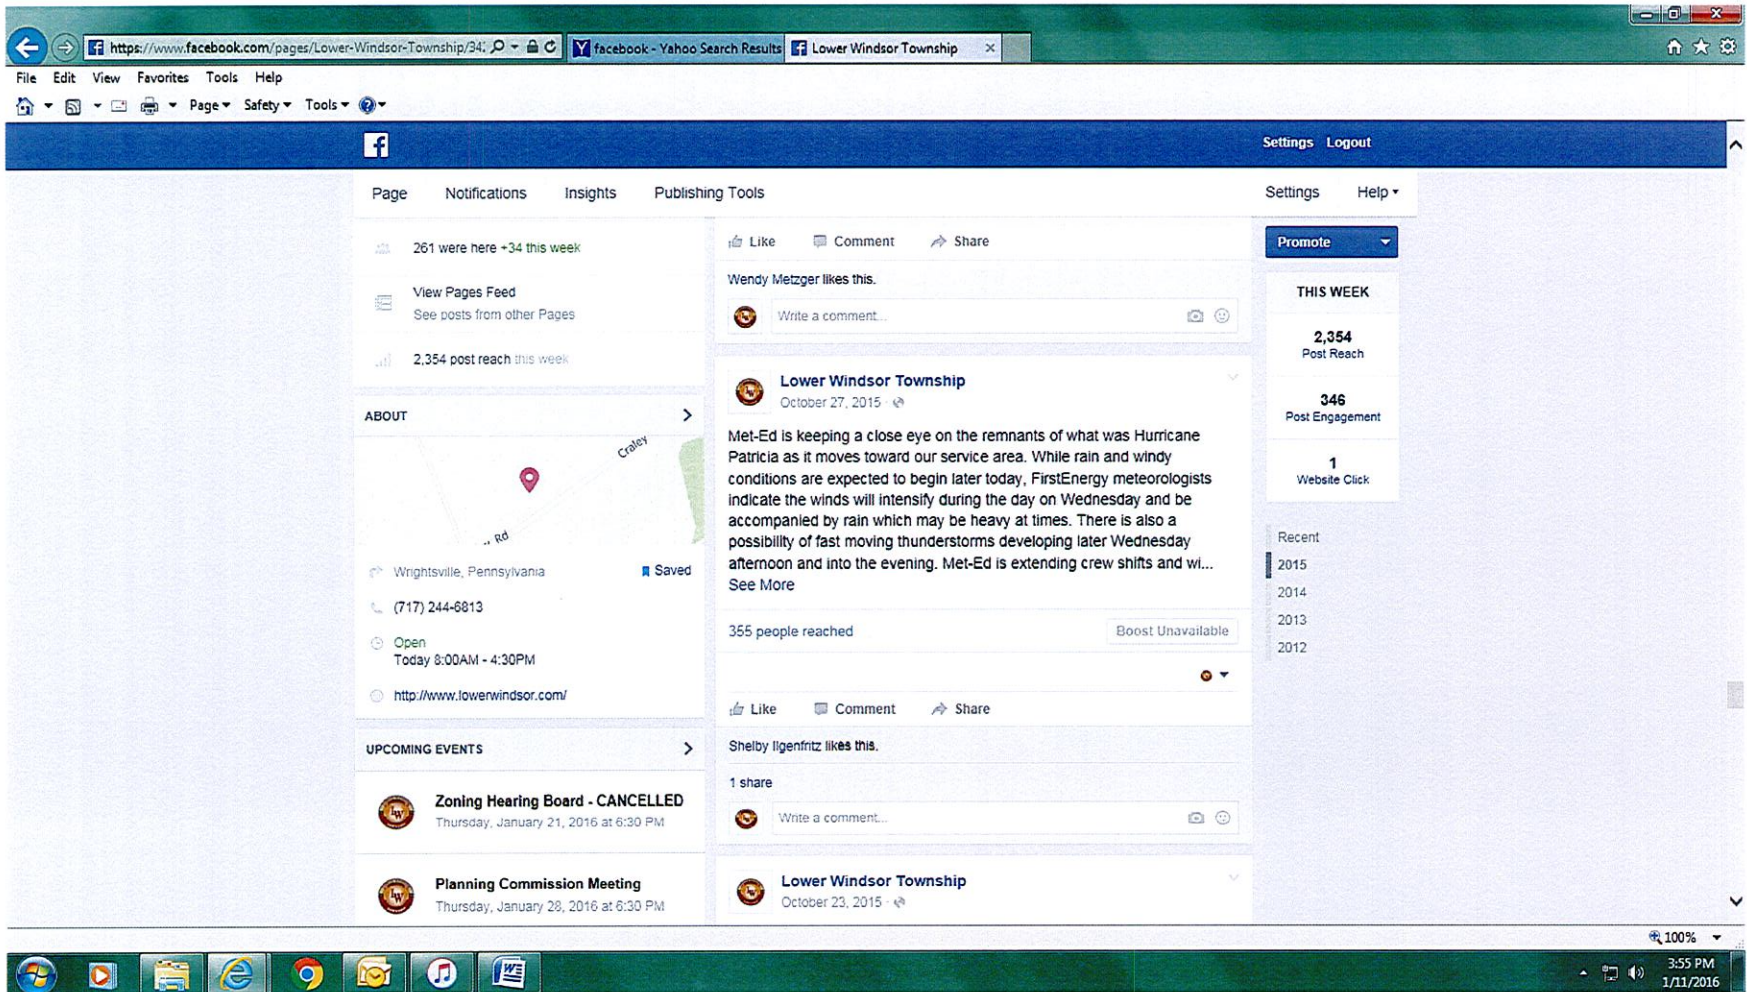 https://www.facebook.com/pages/Lower-Windsor-Township/34:
facebook - Yahoo Search Results
Lower Windsor Township
File Edit View Favorites Tools Help
Page Safety Tools
Settings Logout
Page Notifications Insights Publishing Tools Settings Help
261 were here +34 this week
View Pages Feed
See posts from other Pages
2,354 post reach this week
ABOUT
Craley
Rd
Wrightsville, Pennsylvania
Saved
(717) 244-6813
Open
Today 8:00AM - 4:30PM
http://www.lowerwindsor.com/
UPCOMING EVENTS
Zoning Hearing Board - CANCELLED
Thursday, January 21, 2016 at 6:30 PM
Planning Commission Meeting
Thursday, January 28, 2016 at 6:30 PM
Like Comment Share
Wendy Metzger likes this.
Write a comment...
Lower Windsor Township
October 27, 2015
Met-Ed is keeping a close eye on the remnants of what was Hurricane
Patricia as it moves toward our service area. While rain and windy
conditions are expected to begin later today, FirstEnergy meteorologists
indicate the winds will intensify during the day on Wednesday and be
accompanied by rain which may be heavy at times. There is also a
possibility of fast moving thunderstorms developing later Wednesday
afternoon and into the evening. Met-Ed is extending crew shifts and wi...
See More
355 people reached
Boost Unavailable
Like Comment Share
Shelby Ilgenfritz likes this.
1 share
Write a comment...
Lower Windsor Township
October 23, 2015
Promote
THIS WEEK
2,354
Post Reach
346
Post Engagement
1
Website Click
Recent
2015
2014
2013
2012
100%
3:55 PM
1/11/2016